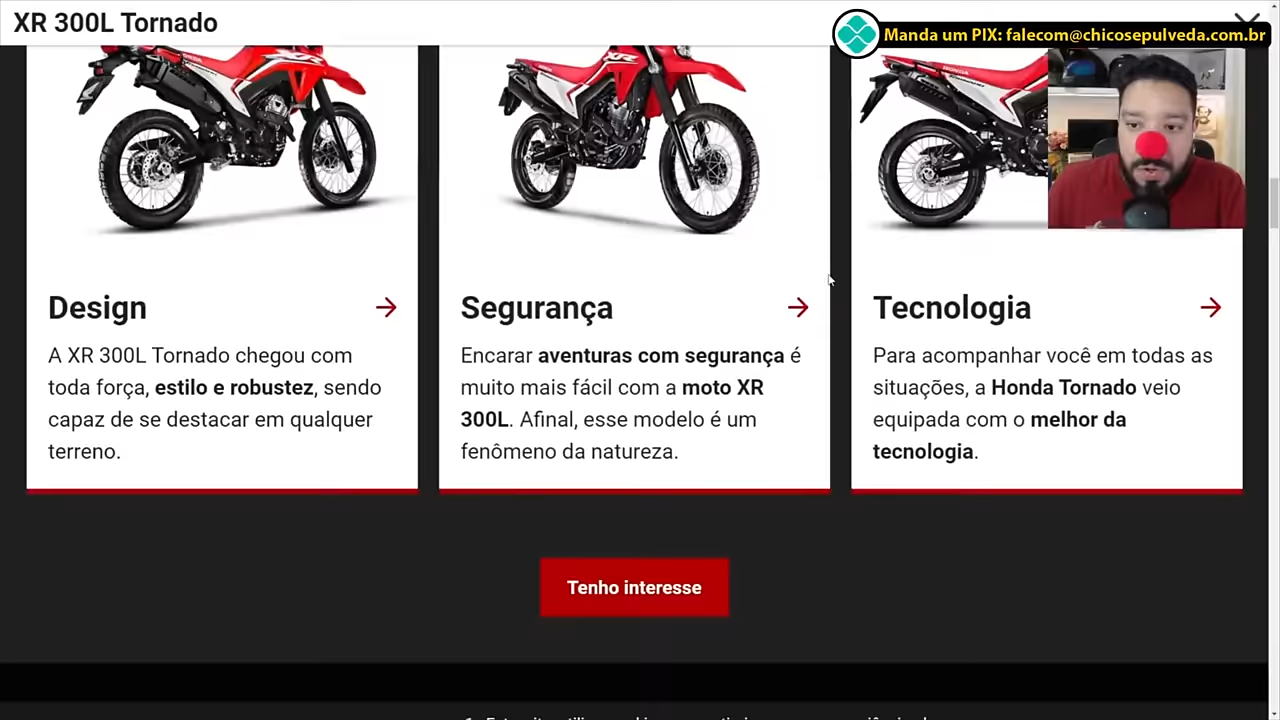 XR 300L Tornado
Manda um PIX: falecom@chicosepulveda.com.br
Design
A XR 300L Tornado chegou com
toda força, estilo e robustez, sendo
capaz de se destacar em qualquer
terreno.
Segurança
Encarar aventuras com segurança é
muito mais fácil com a moto XR
300L. Afinal, esse modelo é um
fenômeno da natureza.
Tecnologia
Para acompanhar você em todas as
situações, a Honda Tornado veio
equipada com o melhor da
tecnologia.
Tenho interesse